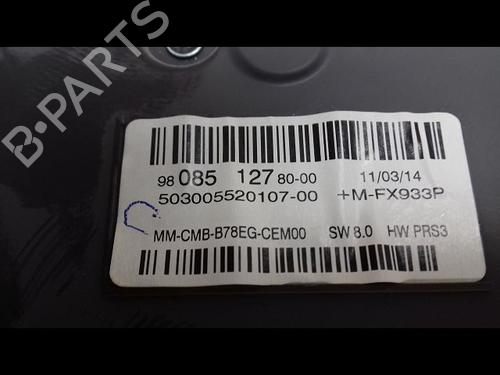 B-PARTS
98 085 127 80-00 11/03/14
503005520107-00 +M-FX933P
MM-CMB-B78EG-CEM00 SW 8.0 HW PRS3